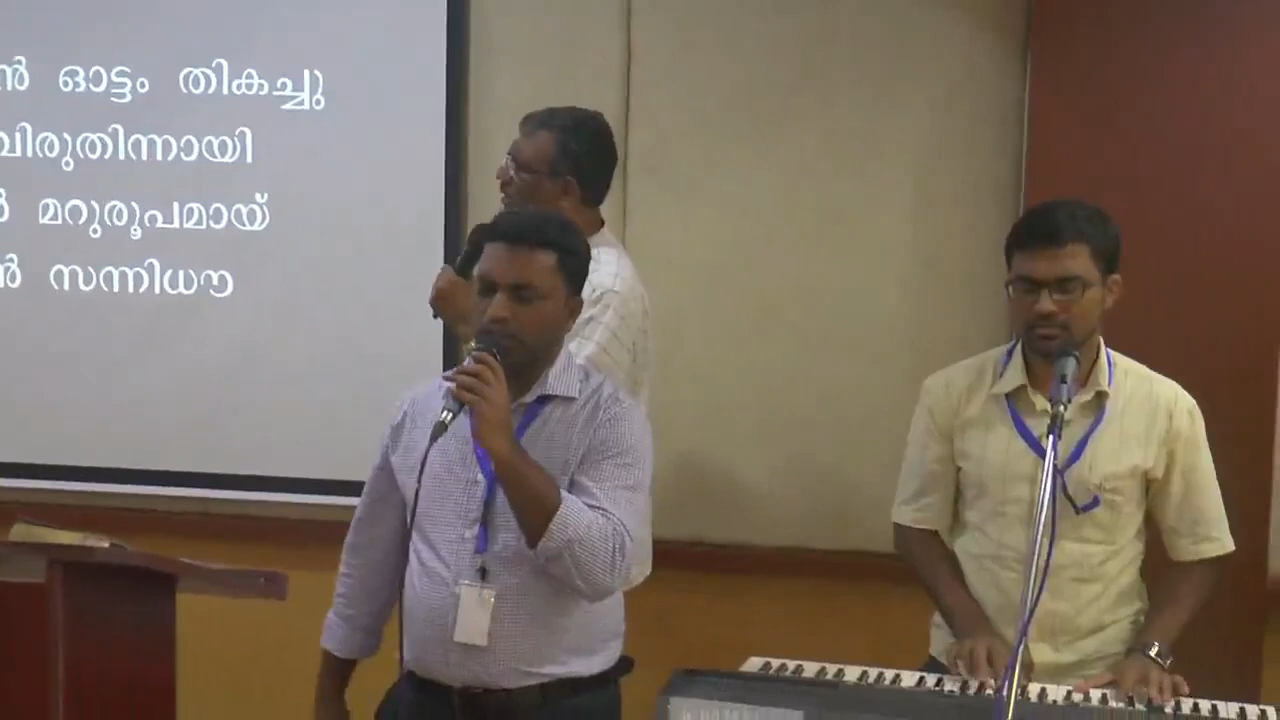 ൻ ഓട്ടം തികച്ചു
വിരുതിന്നായി
ൽ മറുരൂപമായ്
ൻ സന്നിധൗ